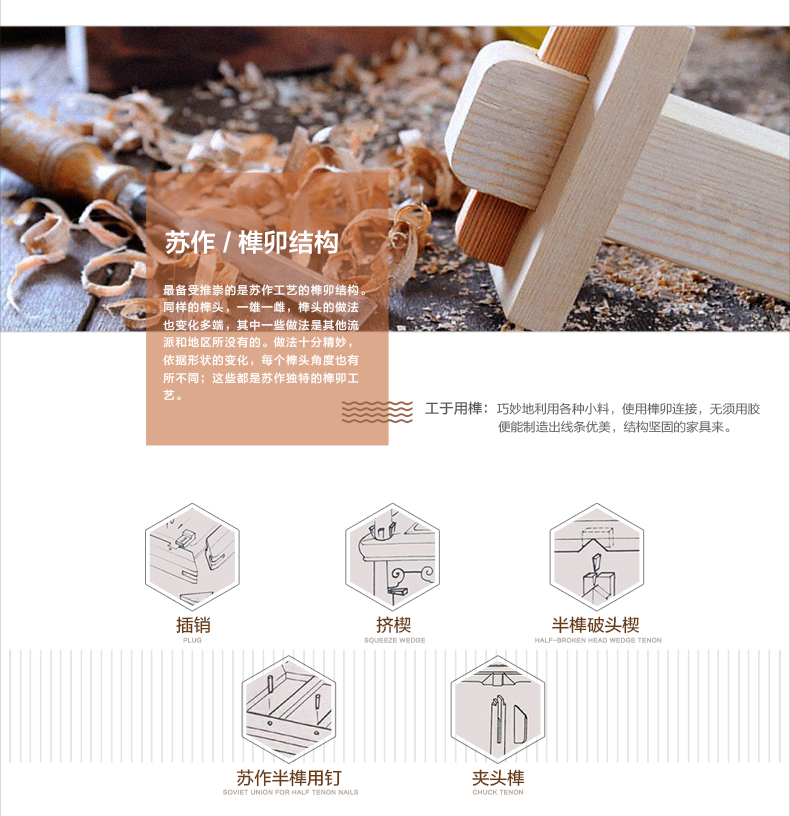 苏作 / 榫卯结构
最备受推崇的是苏作工艺的榫卯结构。
同样的榫头，一雄一雌，榫头的做法
也变化多端，其中一些做法是其他流
派和地区所没有的。做法十分精妙，
依据形状的变化，每个榫头角度也有
所不同；这些都是苏作独特的榫卯工
艺。
工于用榫：巧妙地利用各种小料，使用榫卯连接，无须用胶
便能制造出线条优美，结构坚固的家具来。
插销
PLUG
挤楔
SQUEEZE WEDGE
半榫破头楔
HALF-BROKEN HEAD WEDGE TENON
苏作半榫用钉
SOVIET UNION FOR HALF TENON NAILS
夹头榫
CHUCK TENON